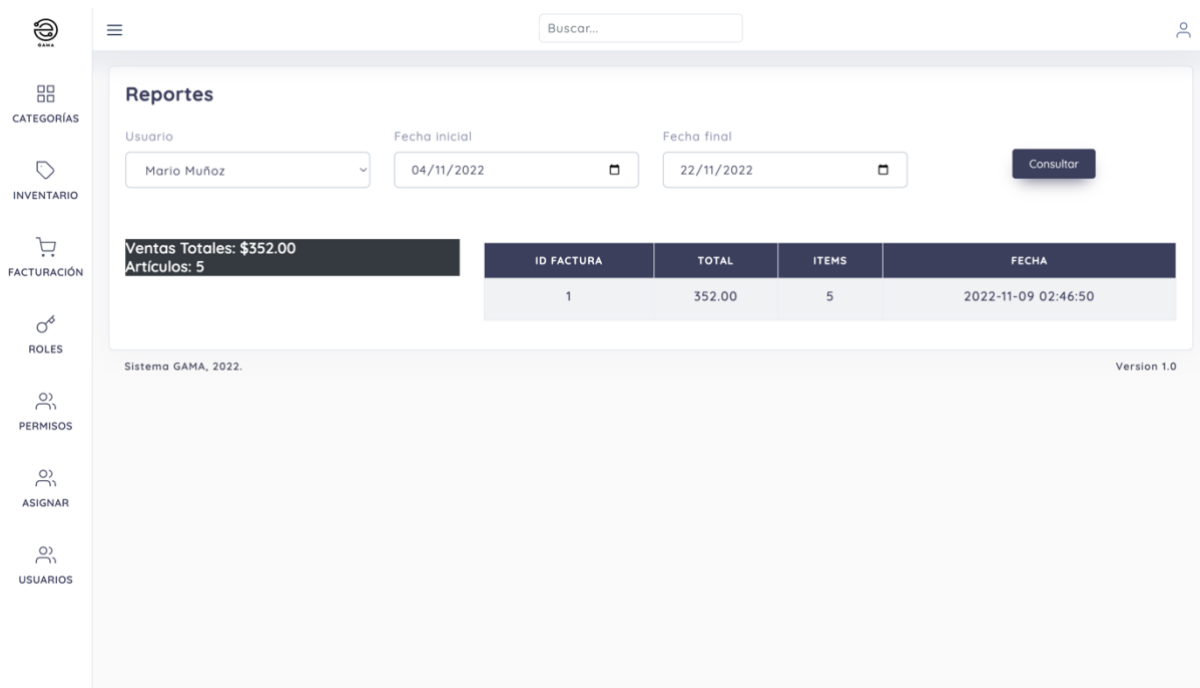 GAMA
Buscar...
CATEGORÍAS
INVENTARIO
FACTURACIÓN
ROLES
PERMISOS
ASIGNAR
USUARIOS
Reportes
Usuario
Fecha inicial
Fecha final
Mario Muñoz
04/11/2022
22/11/2022
Consultar
Ventas Totales: $352.00
Artículos: 5
ID FACTURA TOTAL ITEMS FECHA
1 352.00 5 2022-11-09 02:46:50
Sistema GAMA, 2022.
Version 1.0